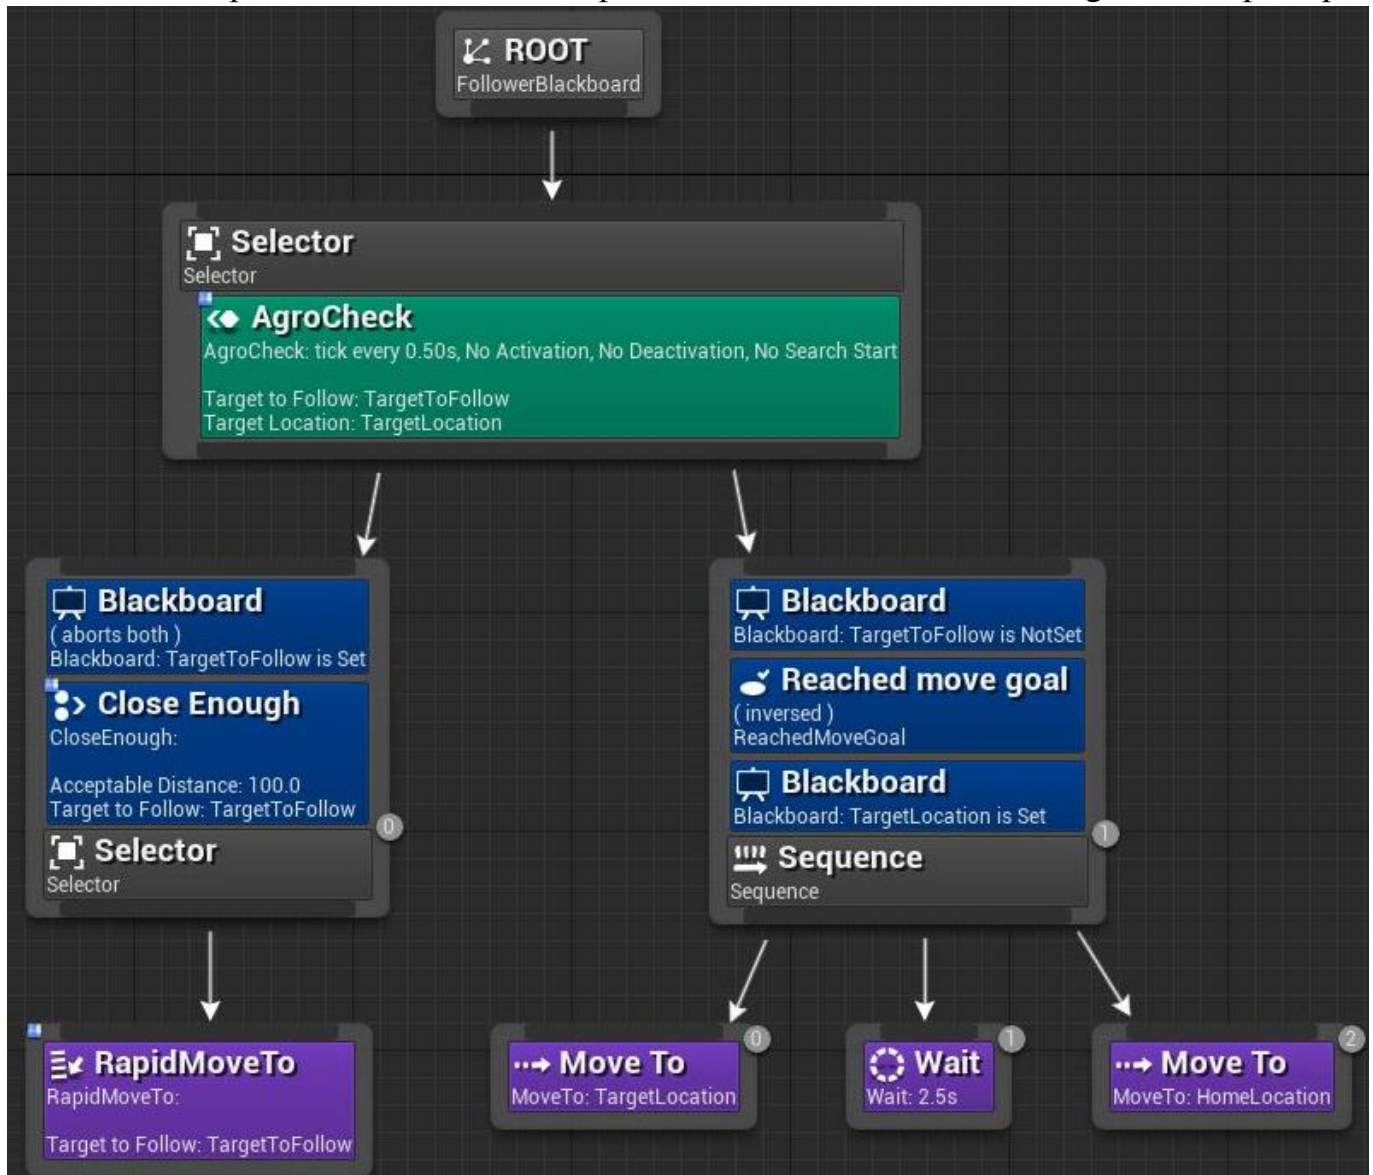 ROOT
FollowerBlackboard
Selector
Selector
AgroCheck
AgroCheck: tick every 0.50s, No Activation, No Deactivation, No Search Start
Target to Follow: TargetToFollow
Target Location: TargetLocation
Blackboard
( aborts both )
Blackboard: TargetToFollow is Set
Close Enough
CloseEnough:
Acceptable Distance: 100.0
Target to Follow: TargetToFollow
0
Selector
Selector
Blackboard
Blackboard: TargetToFollow is NotSet
Reached move goal
( inversed )
ReachedMoveGoal
Blackboard
Blackboard: TargetLocation is Set
1
Sequence
Sequence
RapidMoveTo
RapidMoveTo:
Target to Follow: TargetToFollow
0
Move To
MoveTo: TargetLocation
1
Wait
Wait: 2.5s
2
Move To
MoveTo: HomeLocation